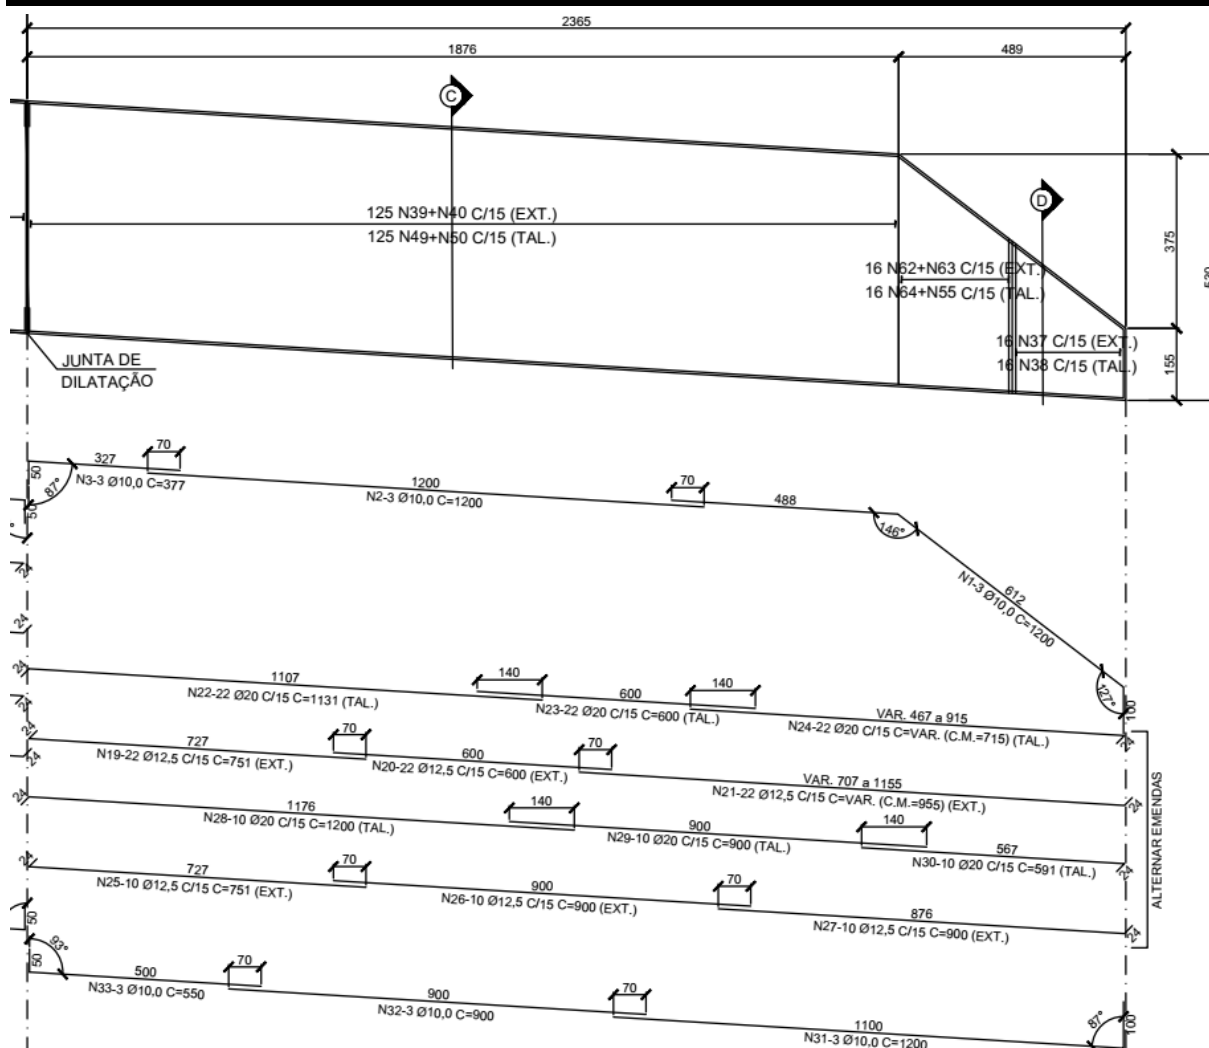 2365
1876
489
C
D
125 N39+N40 C/15 (EXT.)
125 N49+N50 C/15 (TAL.)
375
16 N62+N63 C/15 (EXT.)
16 N64+N55 C/15 (TAL.)
16 N37 C/15 (EXT.)
16 N38 C/15 (TAL.)
155
JUNTA DE
DILATAÇÃO
70
327
50
87°
N3-3 Ø10,0 C=377
50
1200
N2-3 Ø10,0 C=1200
70
488
146°
612
N1-3 Ø10,0 C=1200
127°
100
24
24
24
1107
N22-22 Ø20 C/15 C=1131 (TAL.)
140
600
N23-22 Ø20 C/15 C=600 (TAL.)
140
VAR. 467 a 915
N24-22 Ø20 C/15 C=VAR. (C.M.=715) (TAL.)
24
24
24
24
727
N19-22 Ø12,5 C/15 C=751 (EXT.)
70
600
N20-22 Ø12,5 C/15 C=600 (EXT.)
70
VAR. 707 a 1155
N21-22 Ø12,5 C/15 C=VAR. (C.M.=955) (EXT.)
24
24
1176
N28-10 Ø20 C/15 C=1200 (TAL.)
140
900
N29-10 Ø20 C/15 C=900 (TAL.)
140
567
N30-10 Ø20 C/15 C=591 (TAL.)
24
24
727
N25-10 Ø12,5 C/15 C=751 (EXT.)
70
900
N26-10 Ø12,5 C/15 C=900 (EXT.)
70
876
N27-10 Ø12,5 C/15 C=900 (EXT.)
24
ALTERNAR EMENDAS
50
93°
50
500
N33-3 Ø10,0 C=550
70
900
N32-3 Ø10,0 C=900
70
1100
N31-3 Ø10,0 C=1200
87°
100